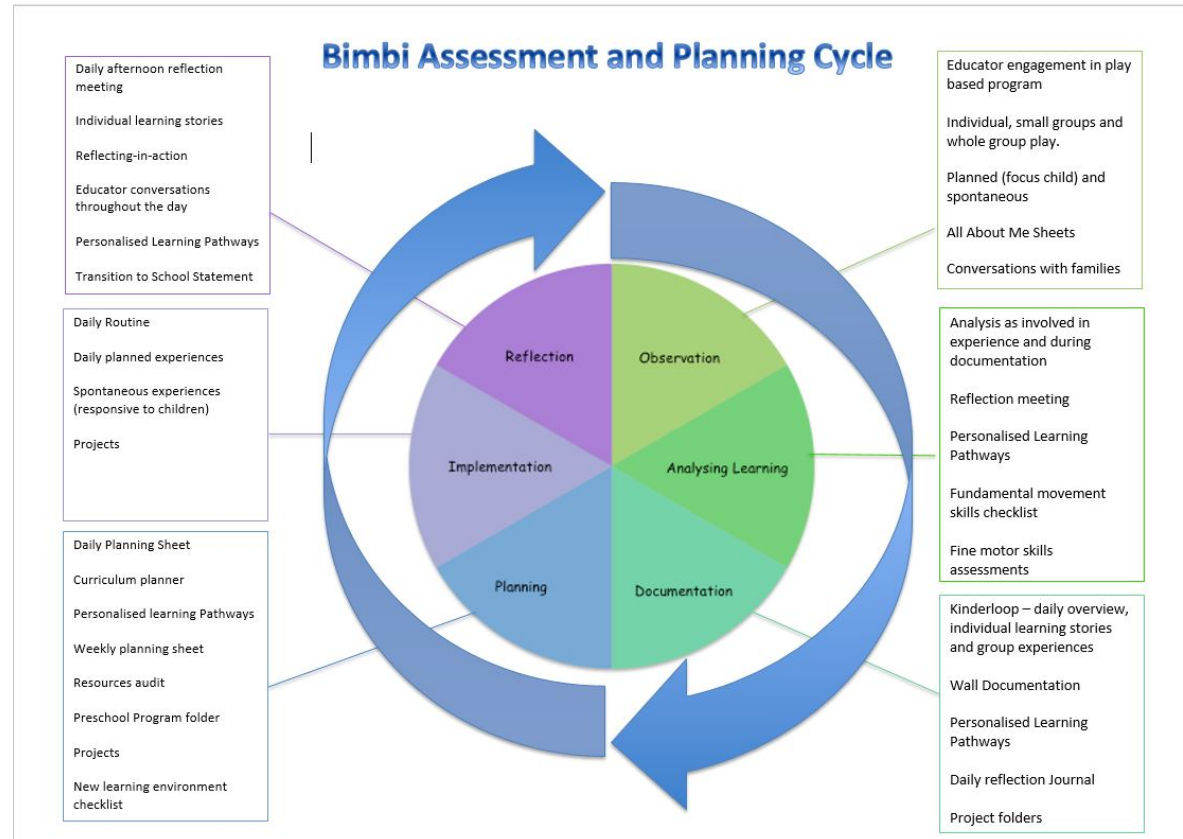 Bimbi Assessment and Planning Cycle
Daily afternoon reflection
meeting
Individual learning stories
Reflecting-in-action
Educator conversations
throughout the day
Personalised Learning Pathways
Transition to School Statement
Daily Routine
Daily planned experiences
Spontaneous experiences
(responsive to children)
Projects
Daily Planning Sheet
Curriculum planner
Personalised learning Pathways
Weekly planning sheet
Resources audit
Preschool Program folder
Projects
New learning environment
checklist
Reflection
Observation
Implementation
Analysing Learning
Planning
Documentation
Educator engagement in play
based program
Individual, small groups and
whole group play.
Planned (focus child) and
spontaneous
All About Me Sheets
Conversations with families
Analysis as involved in
experience and during
documentation
Reflection meeting
Personalised Learning
Pathways
Fundamental movement
skills checklist
Fine motor skills
assessments
Kinderloop – daily overview,
individual learning stories
and group experiences
Wall Documentation
Personalised Learning
Pathways
Daily reflection Journal
Project folders